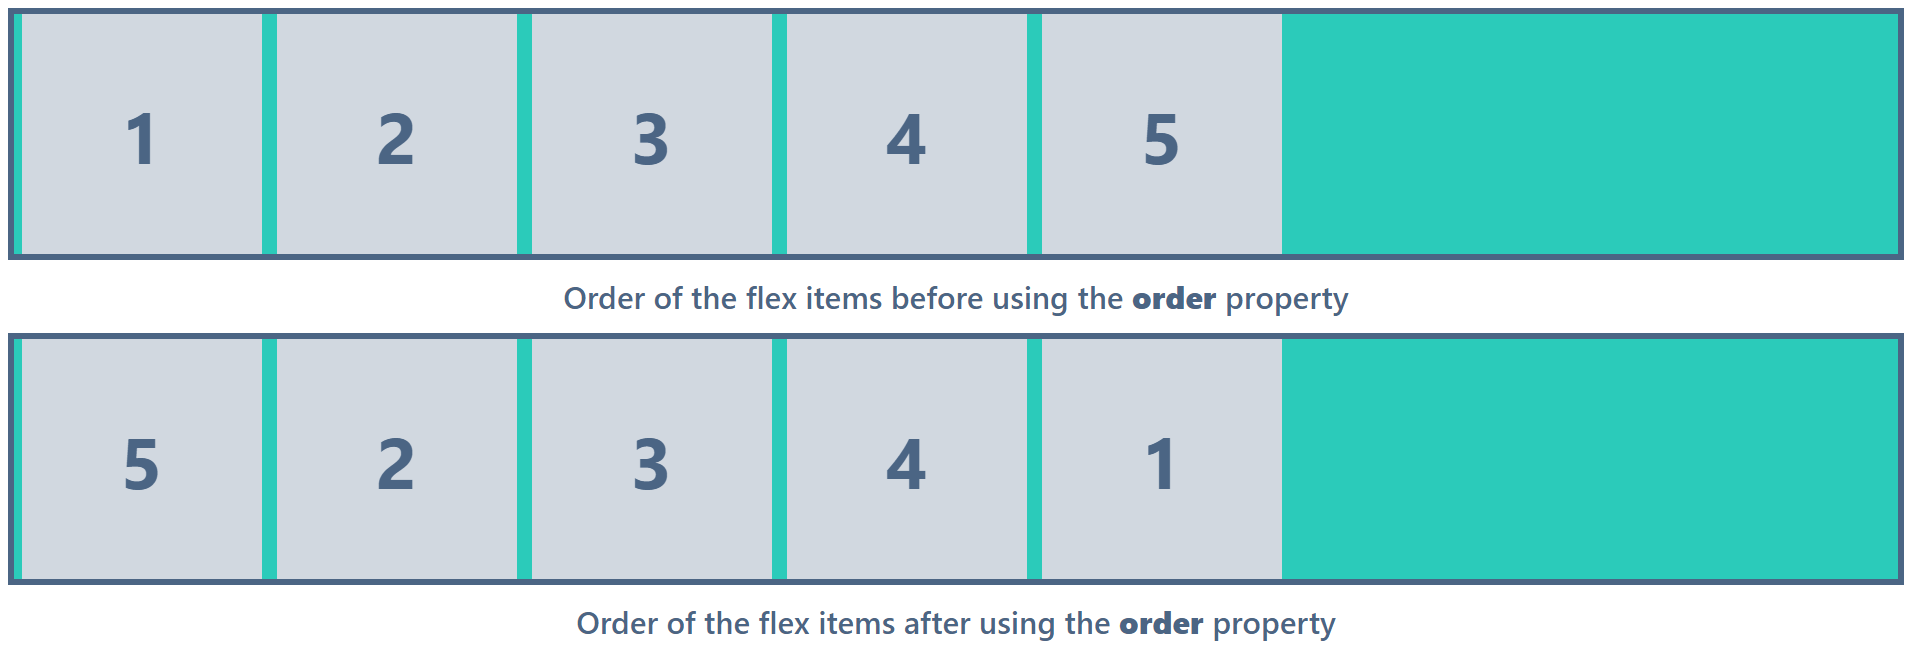 1 2 3 4 5
Order of the flex items before using the order property
5 2 3 4 1
Order of the flex items after using the order property